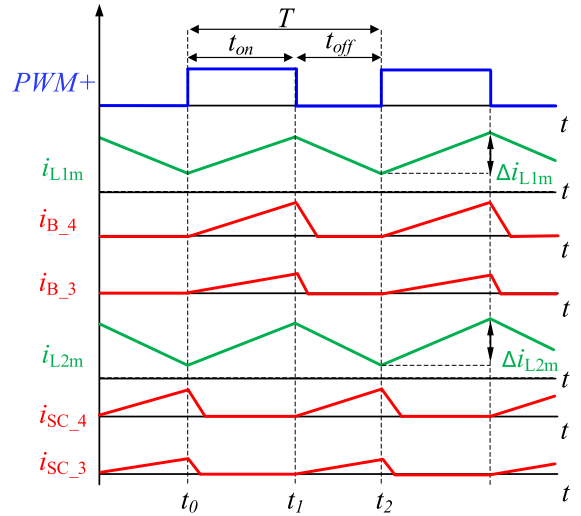 T
t_on t_off
PWM+
t
i_L1m
Δi_L1m
t
i_B_4
t
i_B_3
t
i_L2m
Δi_L2m
t
i_SC_4
t
i_SC_3
t
t_0 t_1 t_2